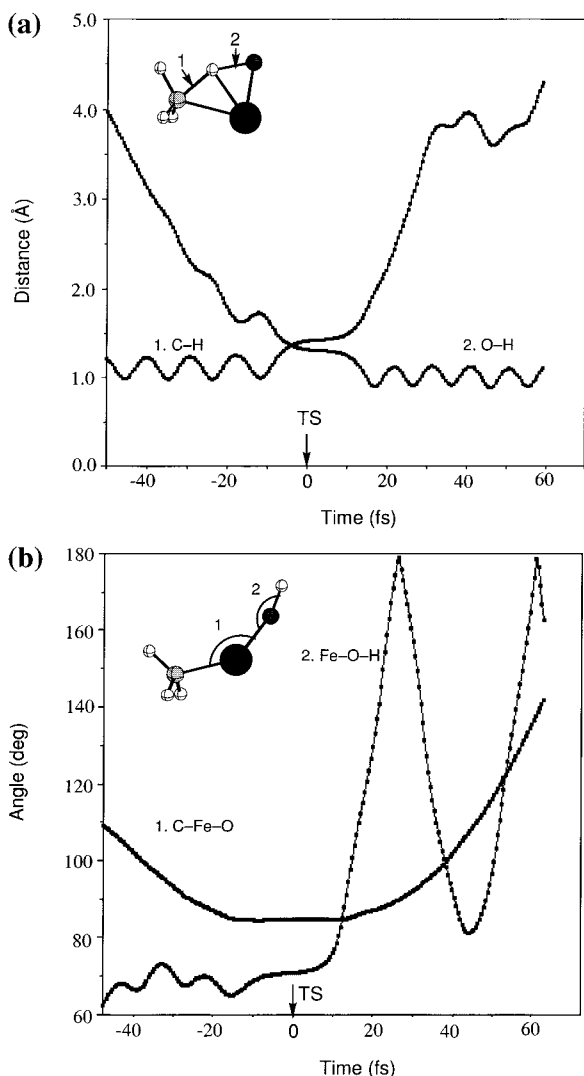 (a)
5.0
4.0
3.0
2.0
1.0
0.0
Distance (Å)
1
2
1. C–H
2. O–H
TS
-40 -20 0 20 40 60
Time (fs)
(b)
180
160
140
120
100
80
60
Angle (deg)
1
2
2. Fe–O–H
1. C–Fe–O
TS
-40 -20 0 20 40 60
Time (fs)